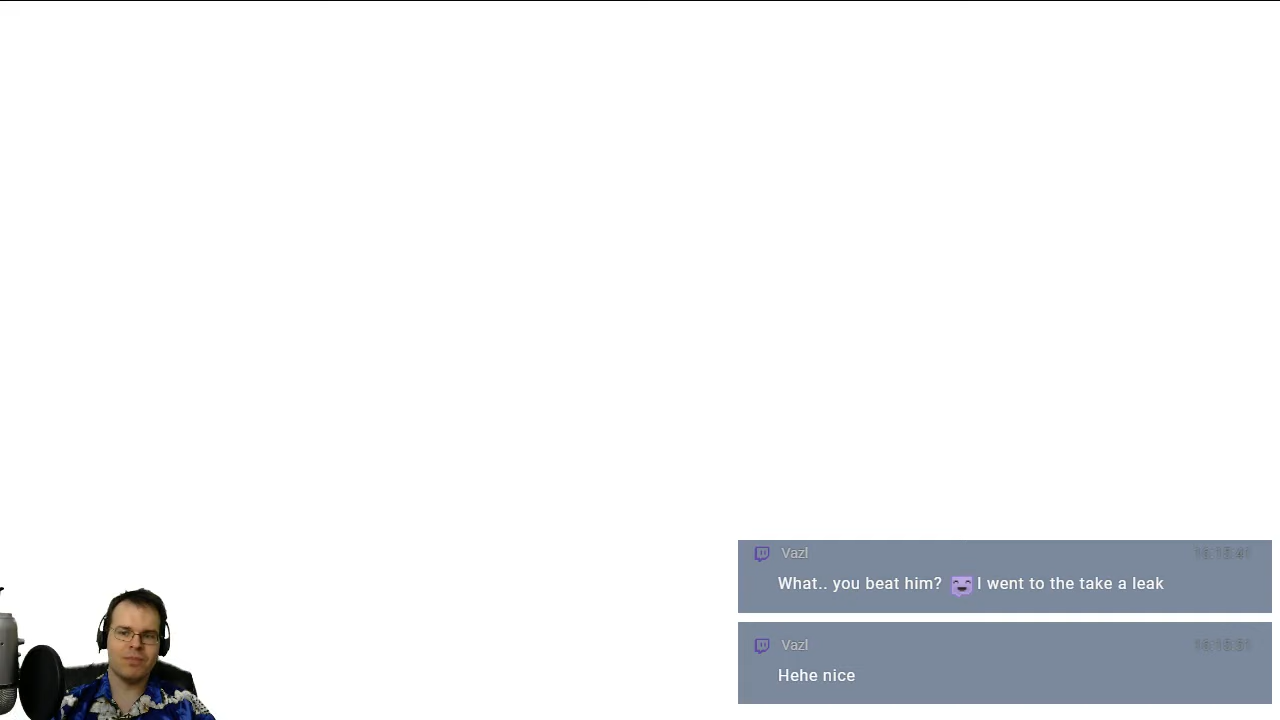 Vazl
What.. you beat him? I went to the take a leak
Vazl
Hehe nice